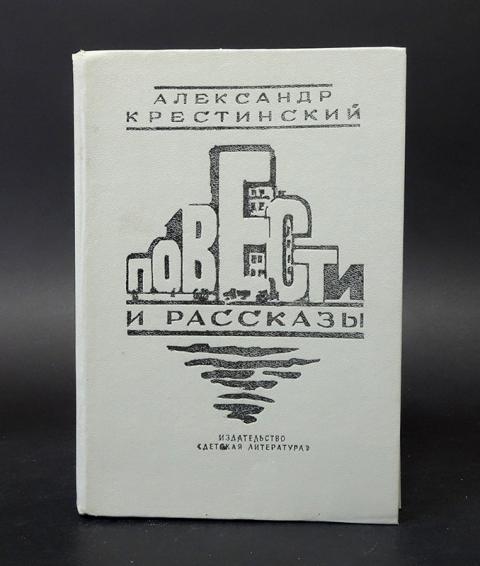 АЛЕКСАНДР
КРЕСТИНСКИЙ
ПОВЕСТИ
И РАССКАЗЫ
ИЗДАТЕЛЬСТВО
«ДЕТСКАЯ ЛИТЕРАТУРА»